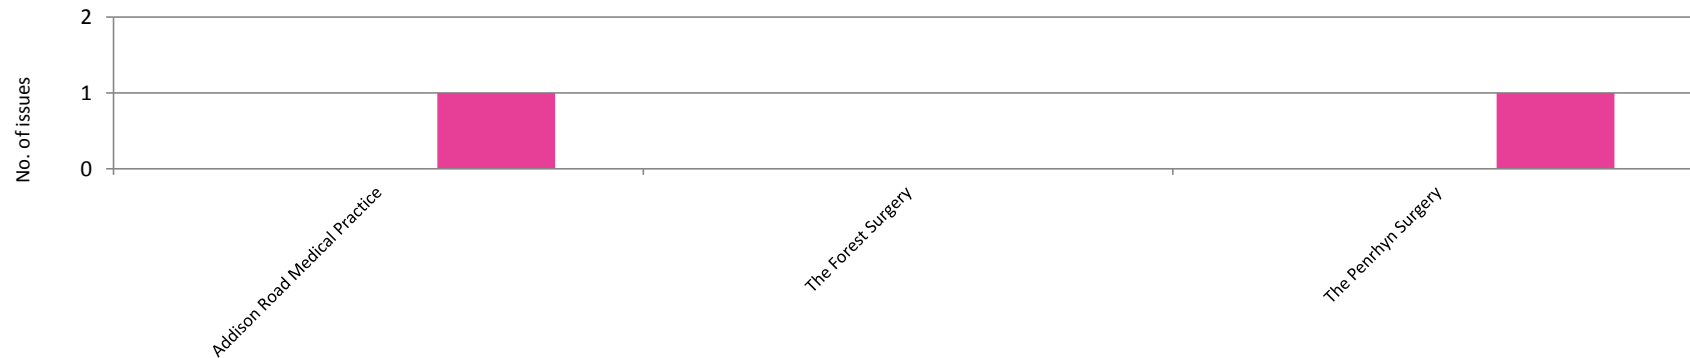 2
1
0
No. of issues
Addison Road Medical Practice
The Forest Surgery
The Penrhyn Surgery